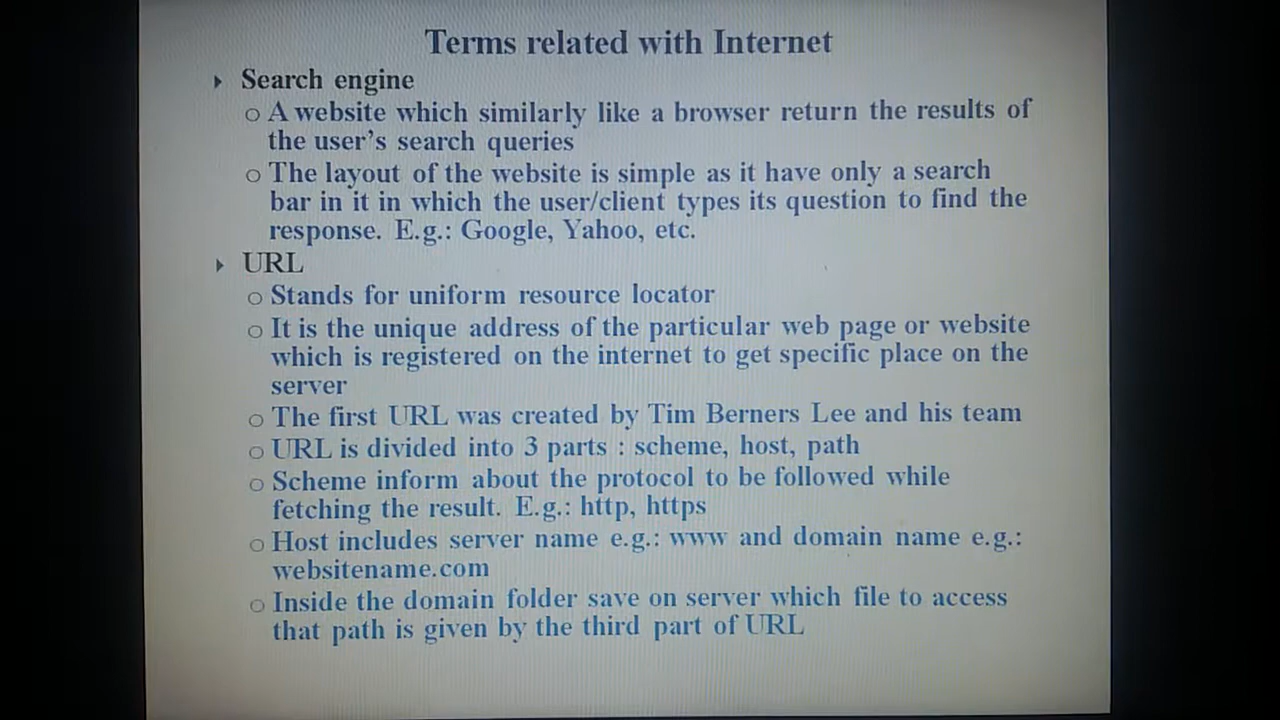 Terms related with Internet
Search engine
A website which similarly like a browser return the results of
the user's search queries
The layout of the website is simple as it have only a search
bar in it in which the user/client types its question to find the
response. E.g.: Google, Yahoo, etc.
URL
Stands for uniform resource locator
It is the unique address of the particular web page or website
which is registered on the internet to get specific place on the
server
The first URL was created by Tim Berners Lee and his team
URL is divided into 3 parts : scheme, host, path
Scheme inform about the protocol to be followed while
fetching the result. E.g.: http, https
Host includes server name e.g.: www and domain name e.g.:
websitename.com
Inside the domain folder save on server which file to access
that path is given by the third part of URL